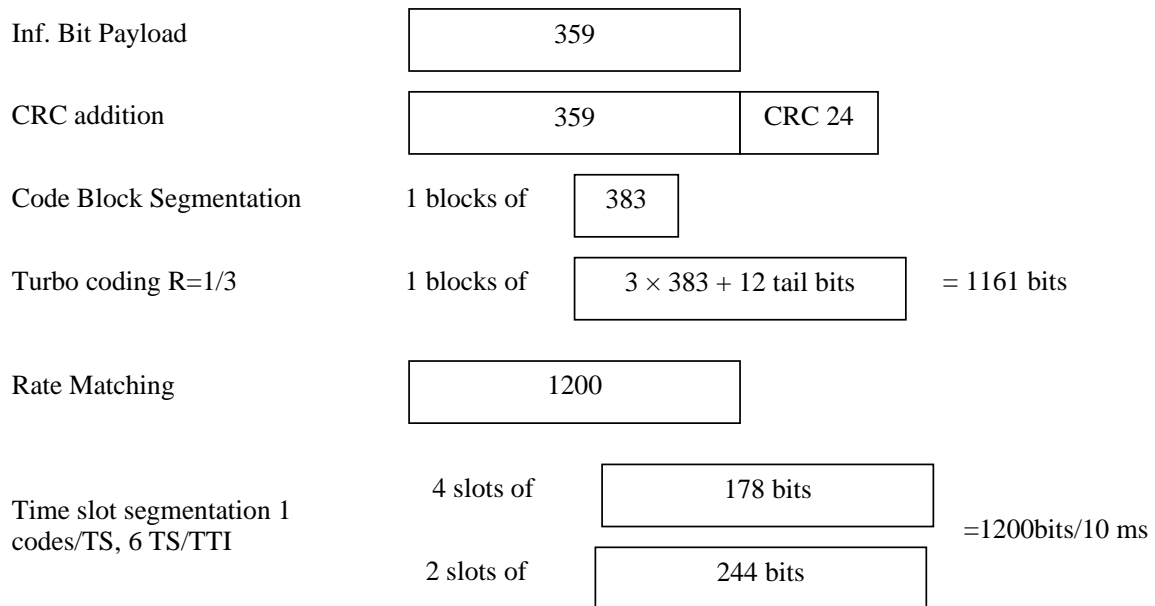 Inf. Bit Payload 359
CRC addition 359 CRC 24
Code Block Segmentation 1 blocks of 383
Turbo coding R=1/3 1 blocks of 3 × 383 + 12 tail bits = 1161 bits
Rate Matching 1200
4 slots of 178 bits
Time slot segmentation 1
codes/TS, 6 TS/TTI =1200bits/10 ms
2 slots of 244 bits